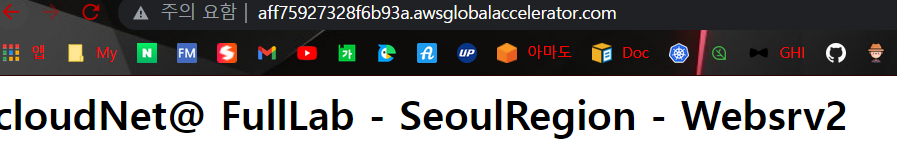 주의 요함 | aff75927328f6b93a.awsglobalaccelerator.com
앱 My N FM S 가 A UP 아마도 Doc GHI
cloudNet@ FullLab - SeoulRegion - Websrv2